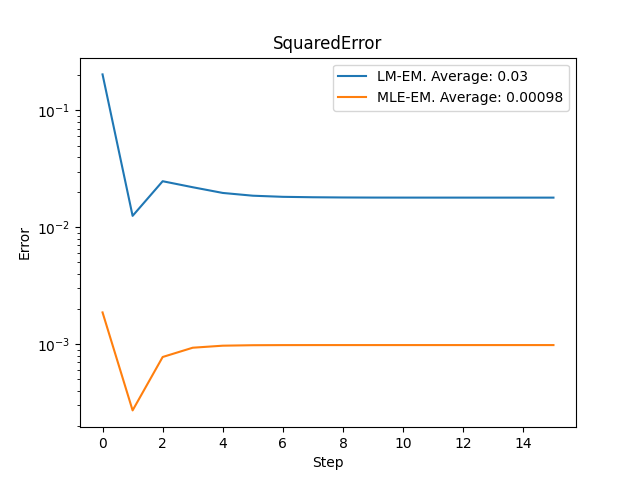 SquaredError
LM-EM. Average: 0.03
MLE-EM. Average: 0.00098
10⁻¹
10⁻²
10⁻³
Error
0 2 4 6 8 10 12 14
Step